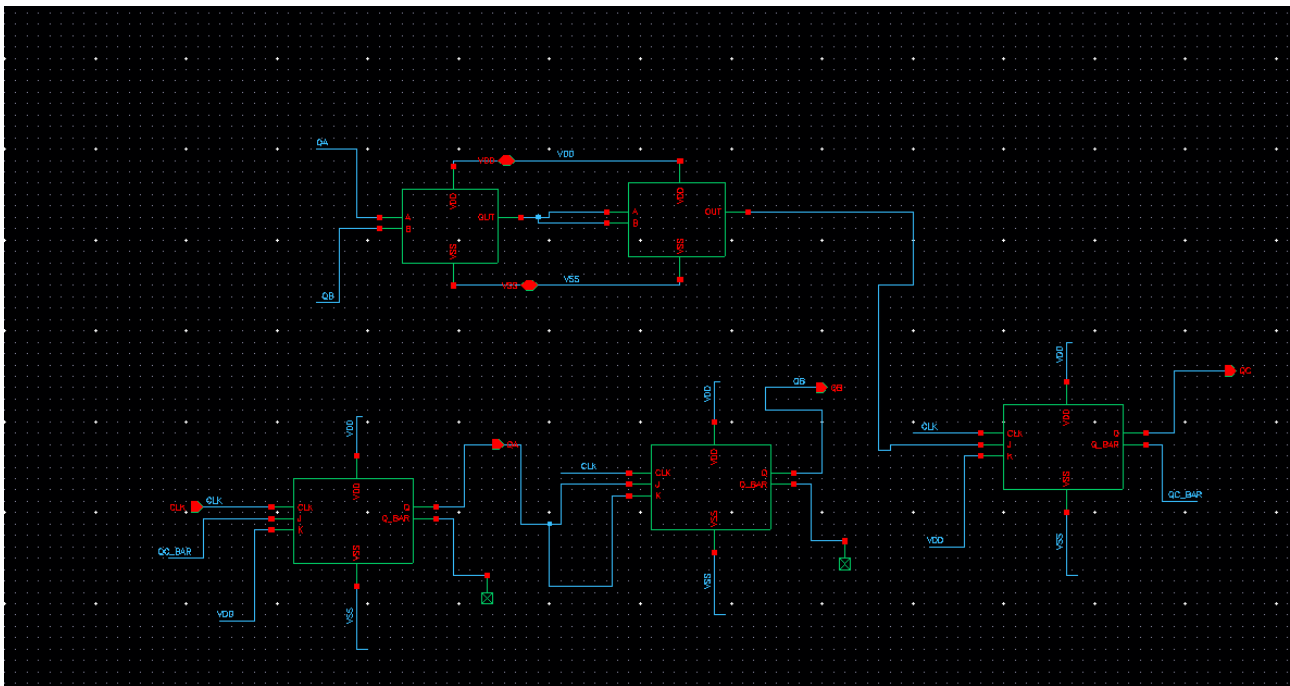 QA
VDD VDD
VDD VDD
A OUT A OUT
B B
VSS VSS
QB VSS VSS
VDD QC
VDD QB QB
VDD
CLK CLK Q
VDD J Q_BAR
QA VDD K
CLK CLK Q
J Q_BAR
VDD K VSS
CLK CLK CLK Q QC_BAR
J Q_BAR VSS
K
QC_BAR VSS VDD VSS
VSS
VDD VSS